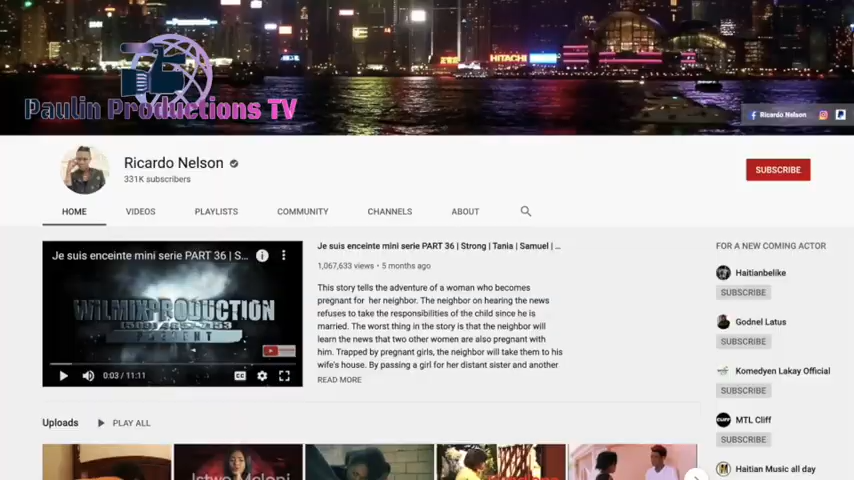 Panasonic
HITACHI
Paulin Productions TV
Ricardo Nelson
Ricardo Nelson
331K subscribers
SUBSCRIBE
HOME VIDEOS PLAYLISTS COMMUNITY CHANNELS ABOUT
Je suis enceinte mini serie PART 36 | S...
WILMIXPRODUCTION
PRESENT
0:03 / 11:11
Je suis enceinte mini serie PART 36 | Strong | Tania | Samuel | ...
1,067,633 views • 5 months ago
This story tells the adventure of a woman who becomes
pregnant for her neighbor. The neighbor on hearing the news
refuses to take the responsibilities of the child since he is
married. The worst thing in the story is that the neighbor will
learn the news that two other women are also pregnant with
him. Trapped by pregnant girls, the neighbor will take them to his
wife's house. By passing a girl for her distant sister and another
READ MORE
FOR A NEW COMING ACTOR
Haitianbelike
SUBSCRIBE
Godnel Latus
SUBSCRIBE
Komedyen Lakay Official
SUBSCRIBE
MTL Cliff
SUBSCRIBE
Haitian Music all day
Uploads PLAY ALL